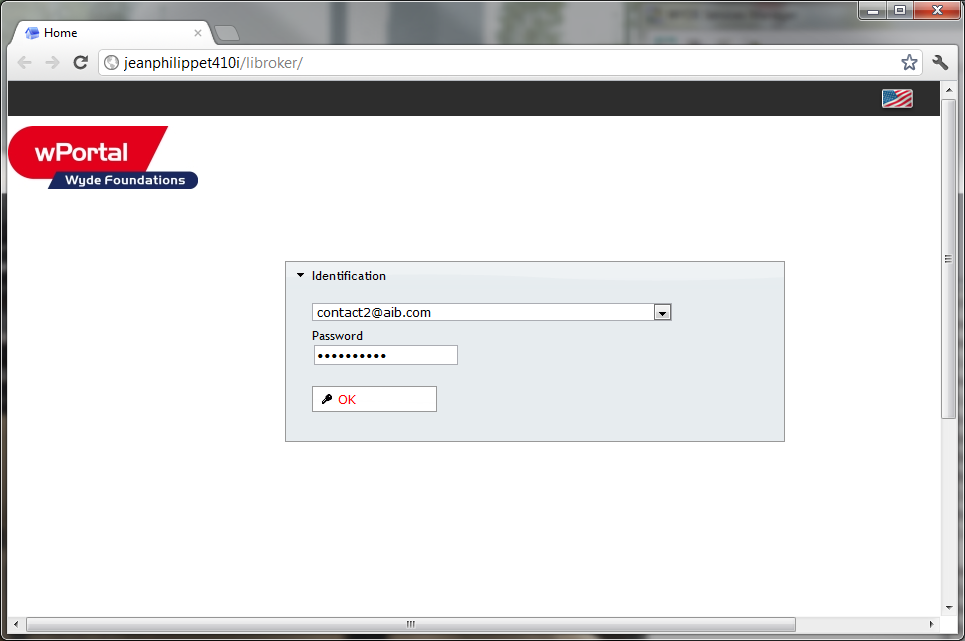 Home
jeanphilippet410i/libroker/
wPortal
Wyde Foundations
Identification
contact2@aib.com
Password
••••••••••
OK